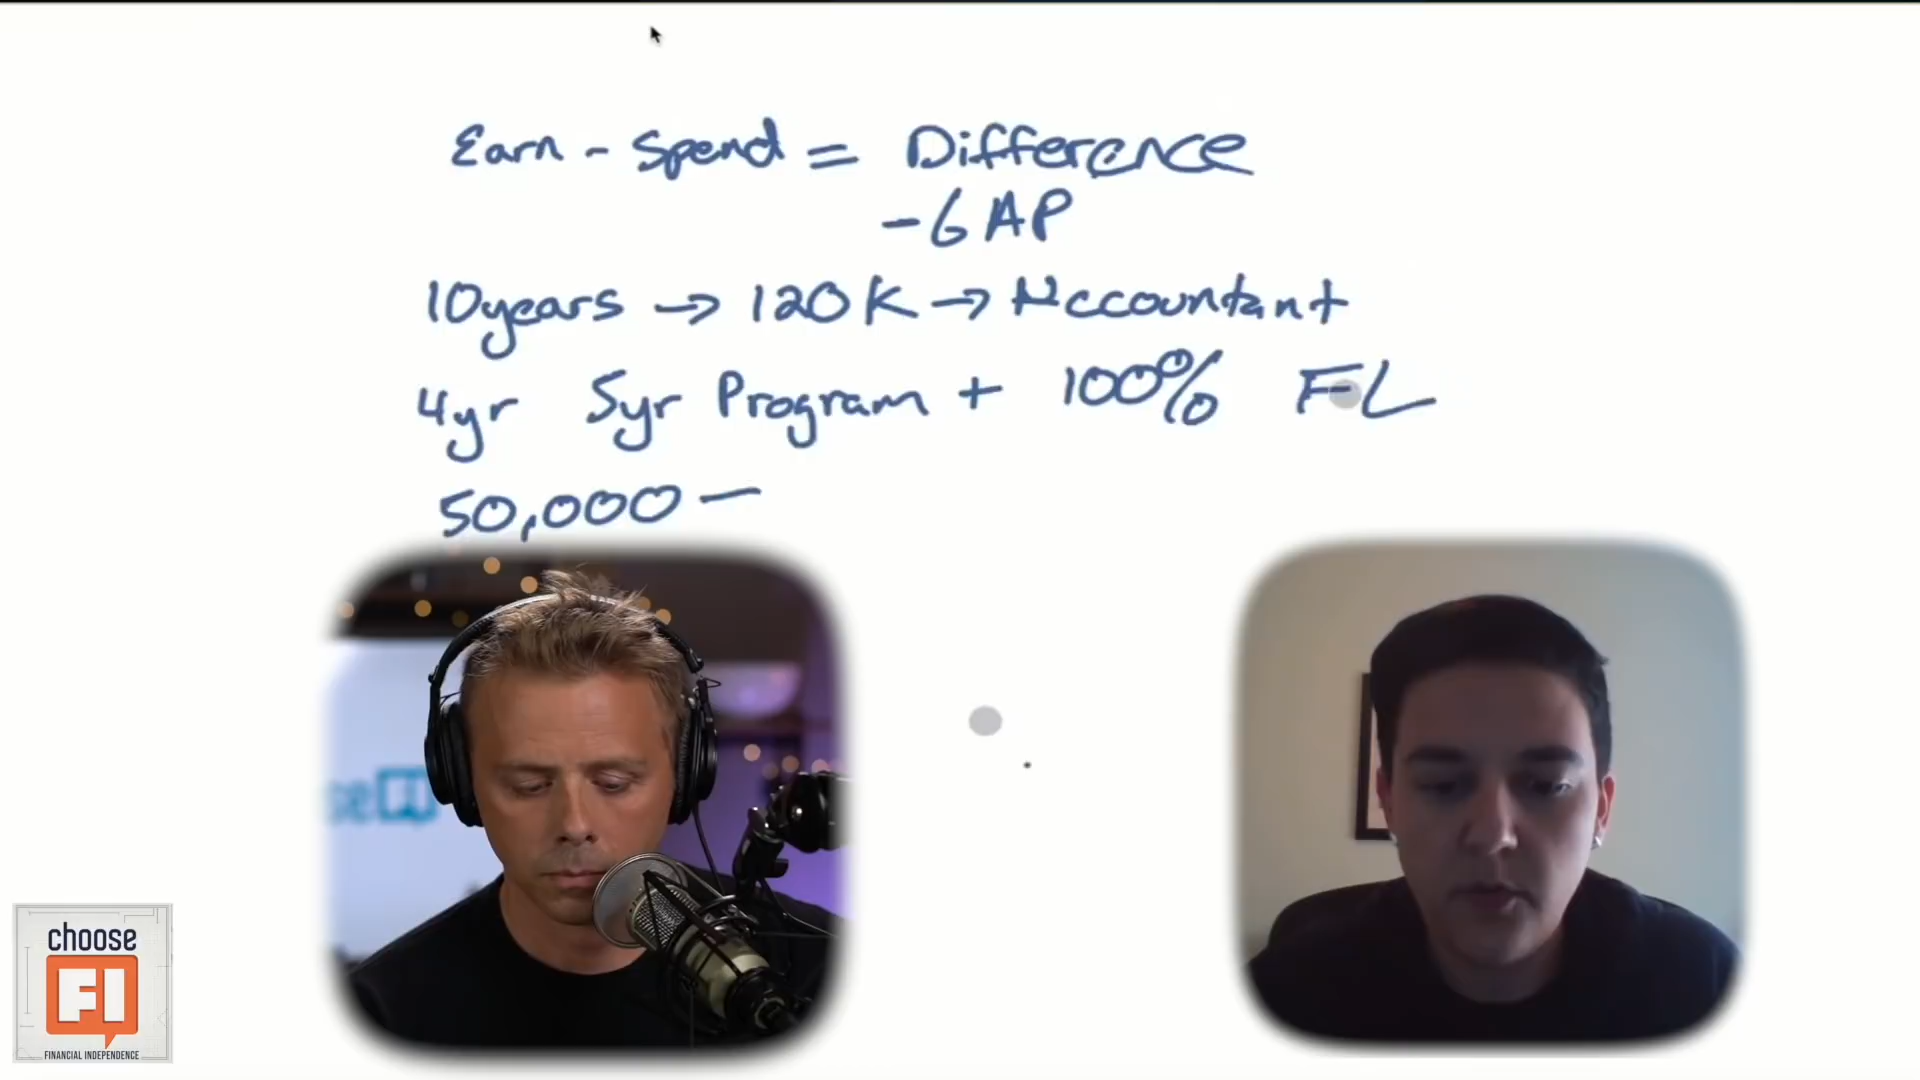 Earn - Spend = Difference
- GAP
10years → 120K → Accountant
4yr 5yr Program + 100% FL
50,000 —
choose
FI
FINANCIAL INDEPENDENCE